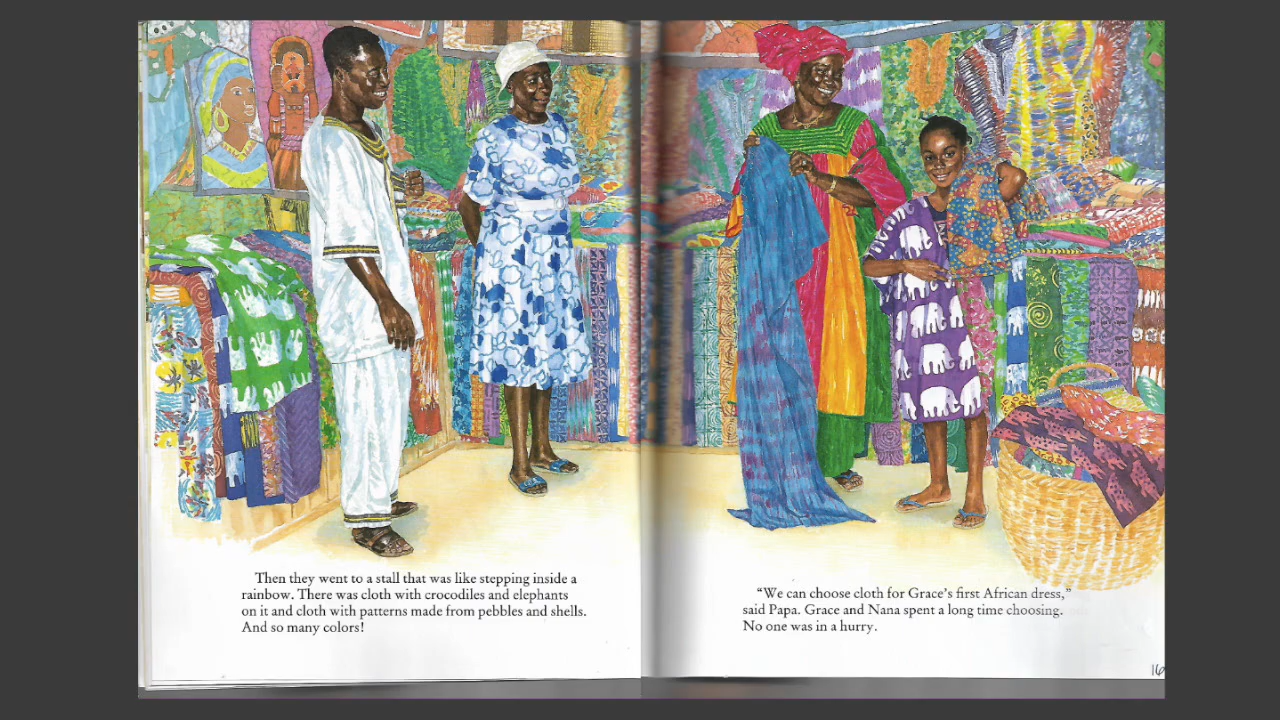 Then they went to a stall that was like stepping inside a
rainbow. There was cloth with crocodiles and elephants
on it and cloth with patterns made from pebbles and shells.
And so many colors!
“We can choose cloth for Grace’s first African dress,”
said Papa. Grace and Nana spent a long time choosing.
No one was in a hurry.
16